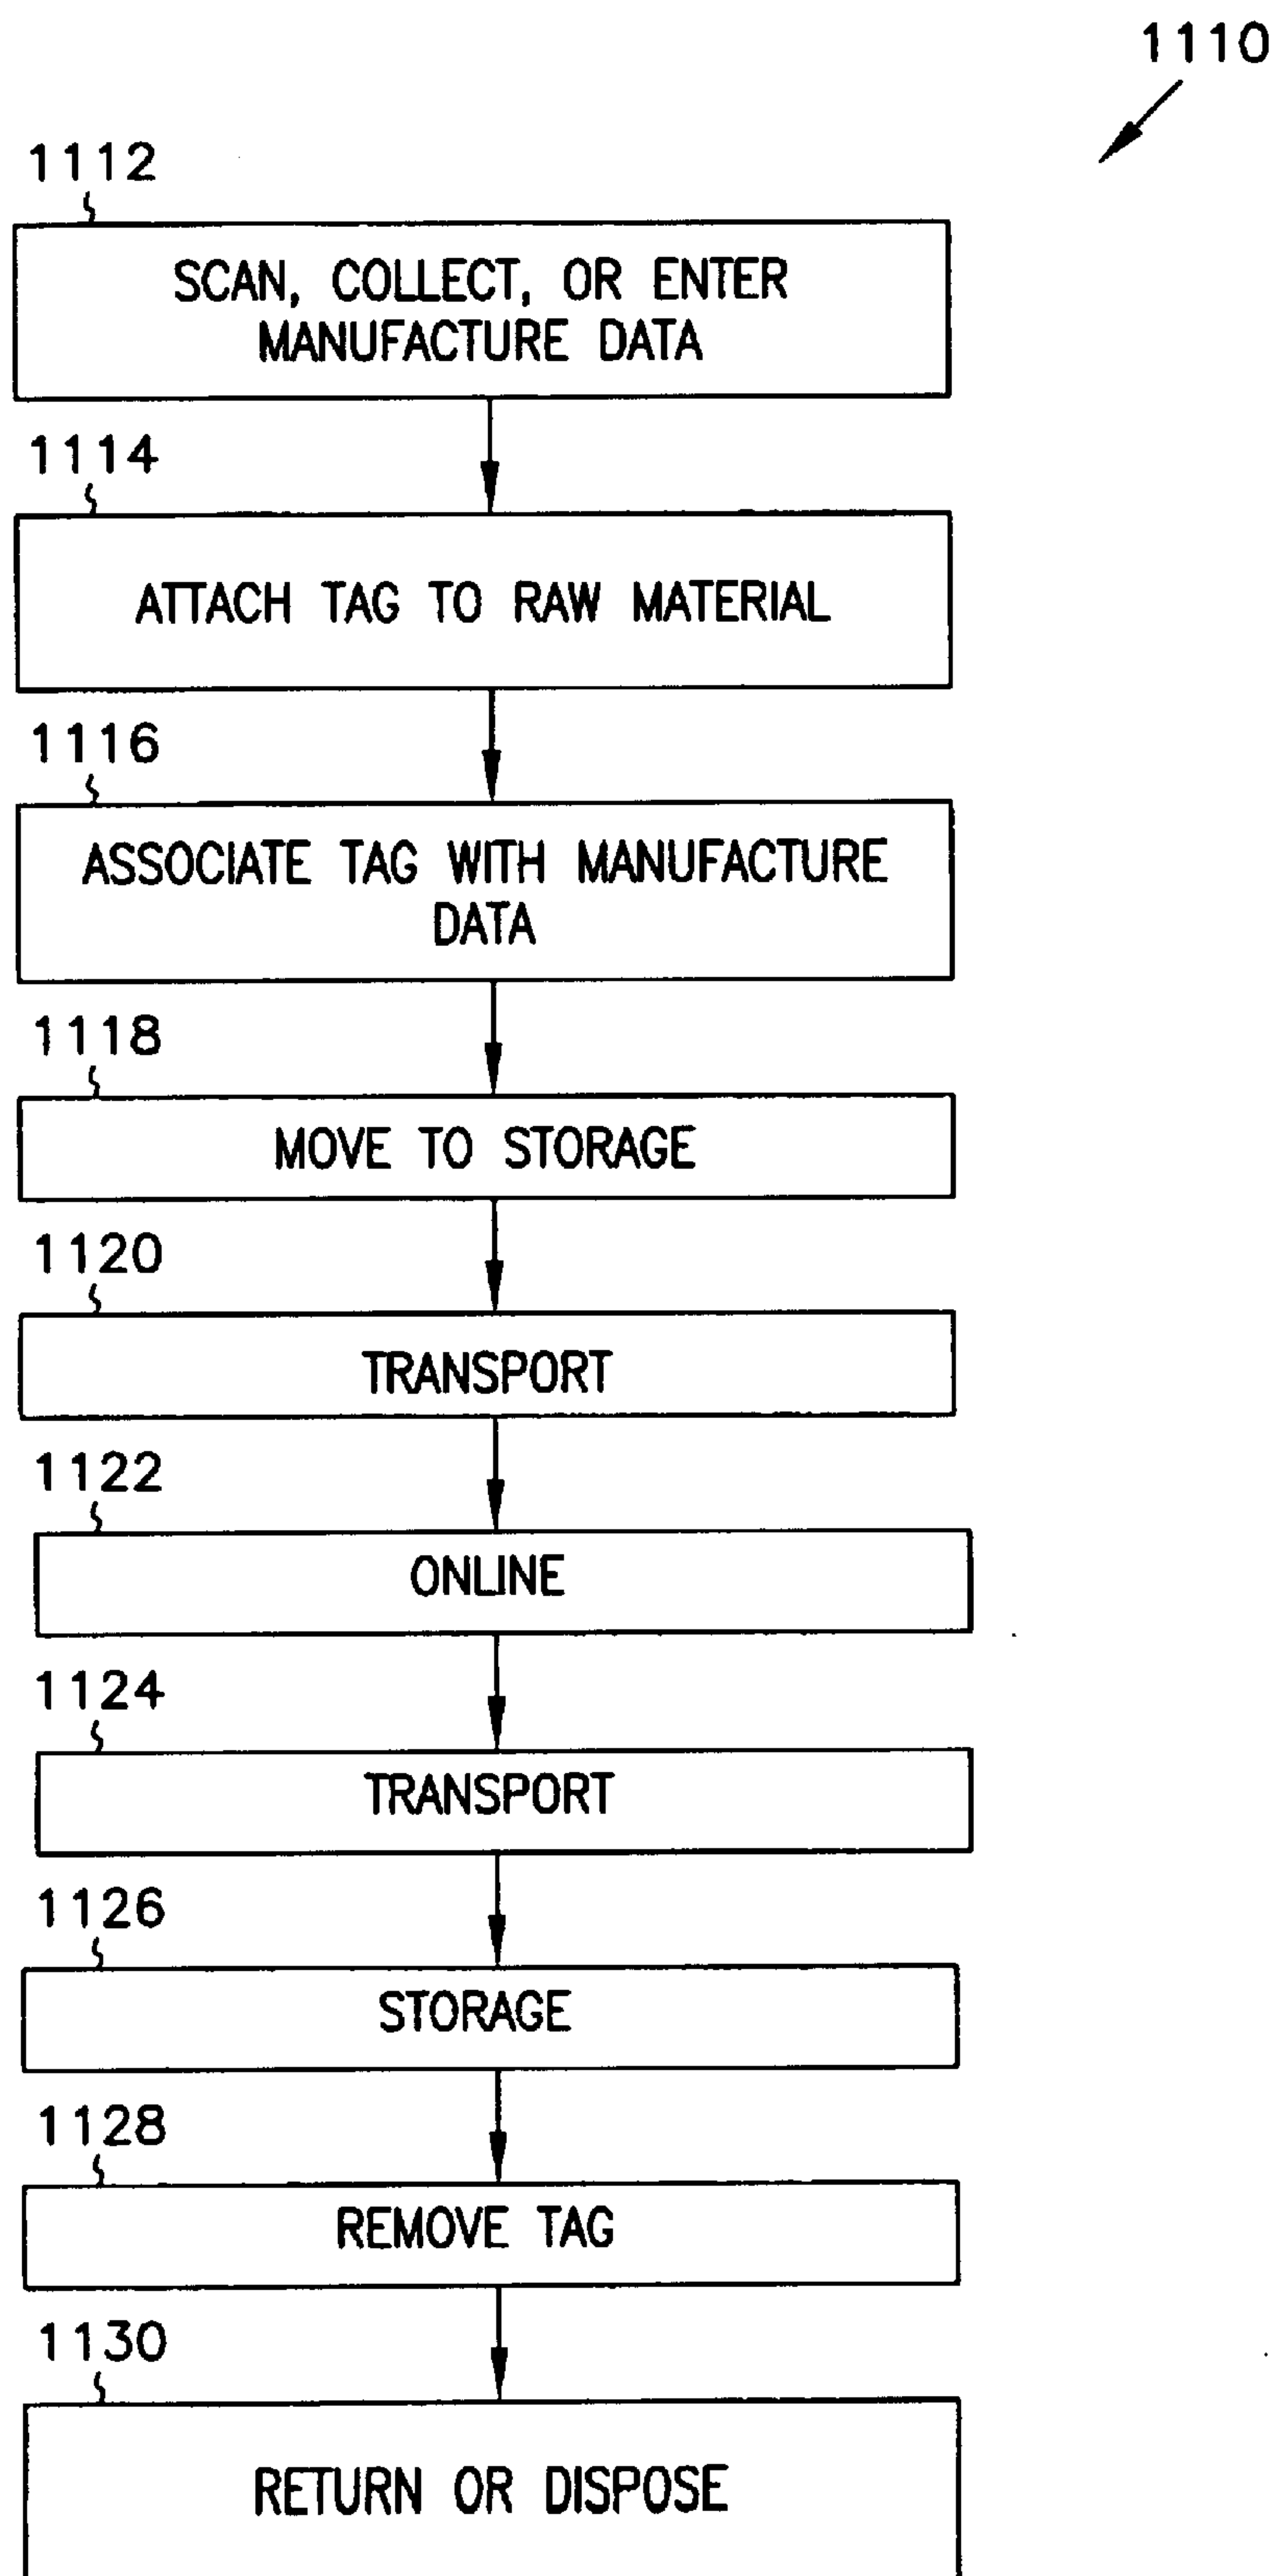 1110
1112
SCAN, COLLECT, OR ENTER
MANUFACTURE DATA
1114
ATTACH TAG TO RAW MATERIAL
1116
ASSOCIATE TAG WITH MANUFACTURE
DATA
1118
MOVE TO STORAGE
1120
TRANSPORT
1122
ONLINE
1124
TRANSPORT
1126
STORAGE
1128
REMOVE TAG
1130
RETURN OR DISPOSE